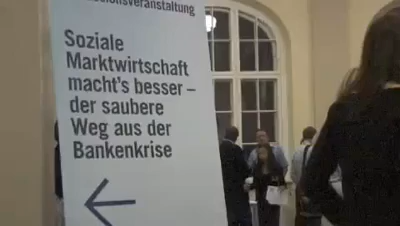 Soziale
Marktwirtschaft
macht's besser –
der saubere
Weg aus der
Bankenkrise